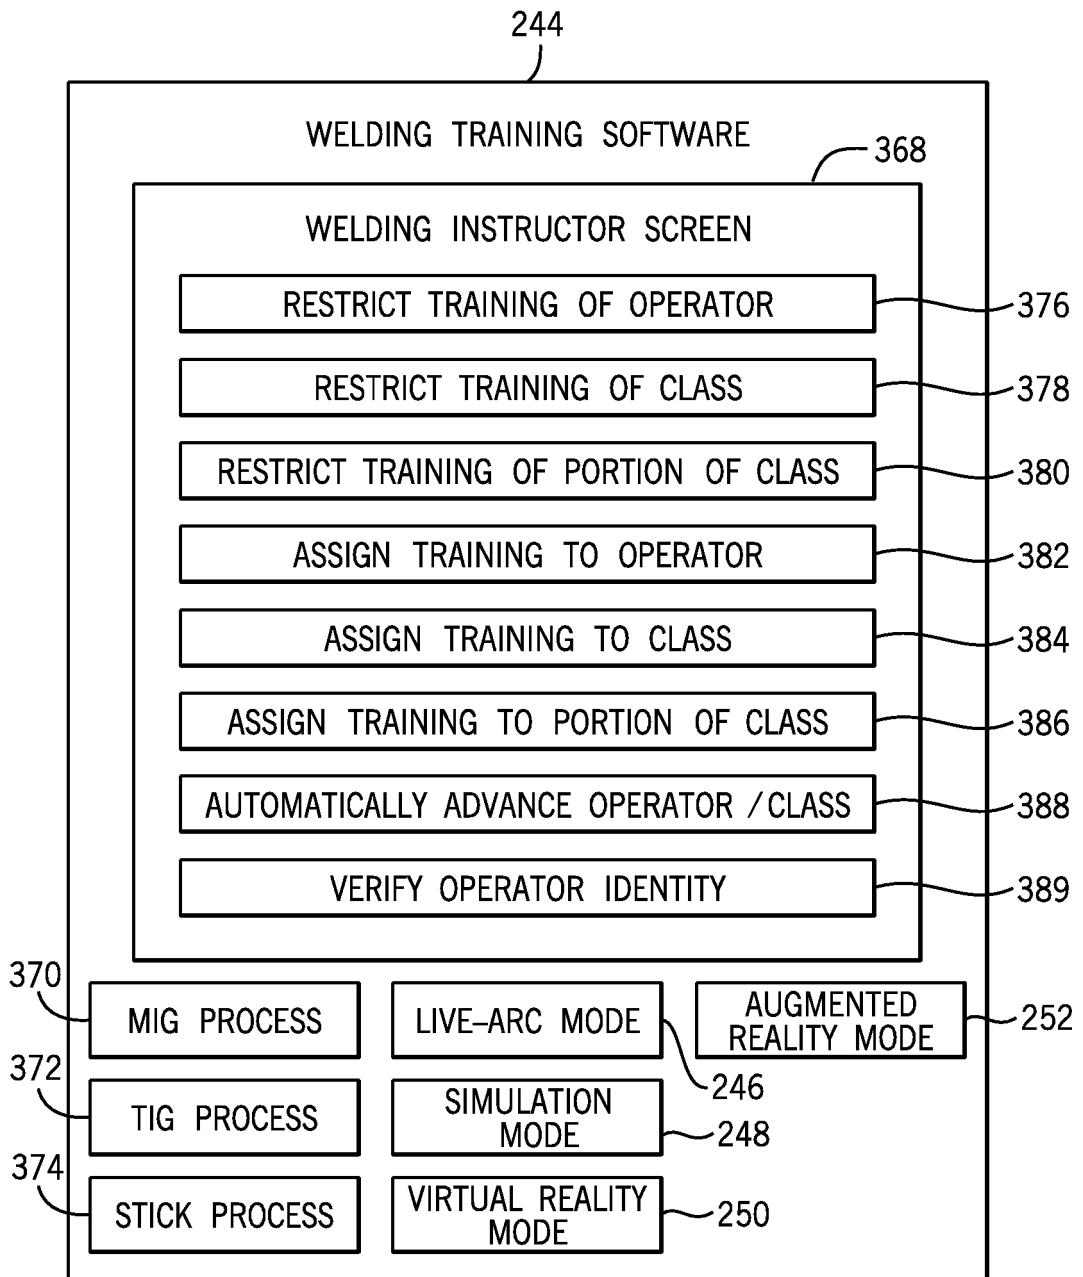 244
WELDING TRAINING SOFTWARE
368
WELDING INSTRUCTOR SCREEN
RESTRICT TRAINING OF OPERATOR
376
RESTRICT TRAINING OF CLASS
378
RESTRICT TRAINING OF PORTION OF CLASS
380
ASSIGN TRAINING TO OPERATOR
382
ASSIGN TRAINING TO CLASS
384
ASSIGN TRAINING TO PORTION OF CLASS
386
AUTOMATICALLY ADVANCE OPERATOR / CLASS
388
VERIFY OPERATOR IDENTITY
389
370
MIG PROCESS
LIVE–ARC MODE
246
AUGMENTED
REALITY MODE
252
372
TIG PROCESS
SIMULATION
MODE
248
374
STICK PROCESS
VIRTUAL REALITY
MODE
250